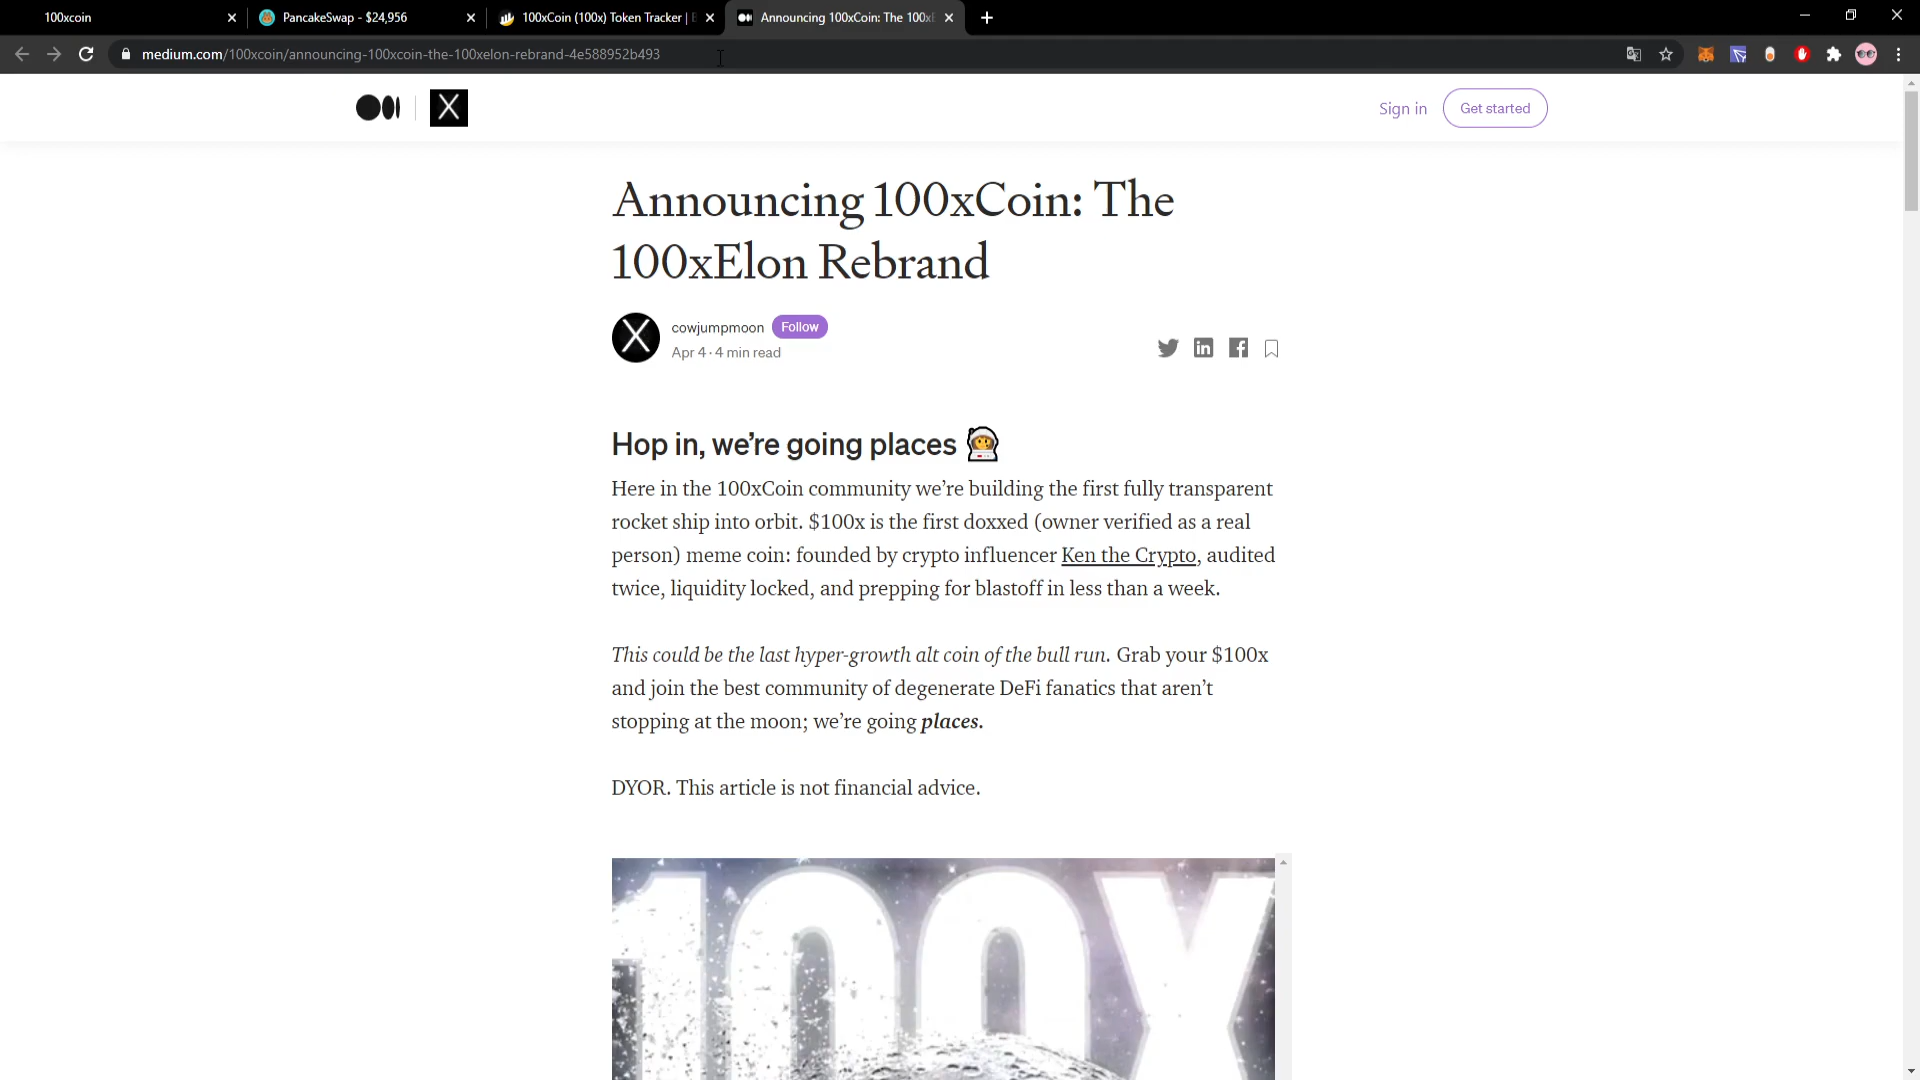 100xcoin
PancakeSwap - $24,956
100xCoin (100x) Token Tracker |
Announcing 100xCoin: The 100xE
medium.com/100xcoin/announcing-100xcoin-the-100xelon-rebrand-4e588952b493
X
Sign in
Get started
Announcing 100xCoin: The
100xElon Rebrand
X
cowjumpmoon
Follow
Apr 4 · 4 min read
Hop in, we’re going places 👩‍🚀
Here in the 100xCoin community we’re building the first fully transparent
rocket ship into orbit. $100x is the first doxxed (owner verified as a real
person) meme coin: founded by crypto influencer Ken the Crypto, audited
twice, liquidity locked, and prepping for blastoff in less than a week.
This could be the last hyper-growth alt coin of the bull run. Grab your $100x
and join the best community of degenerate DeFi fanatics that aren’t
stopping at the moon; we’re going places.
DYOR. This article is not financial advice.
100X